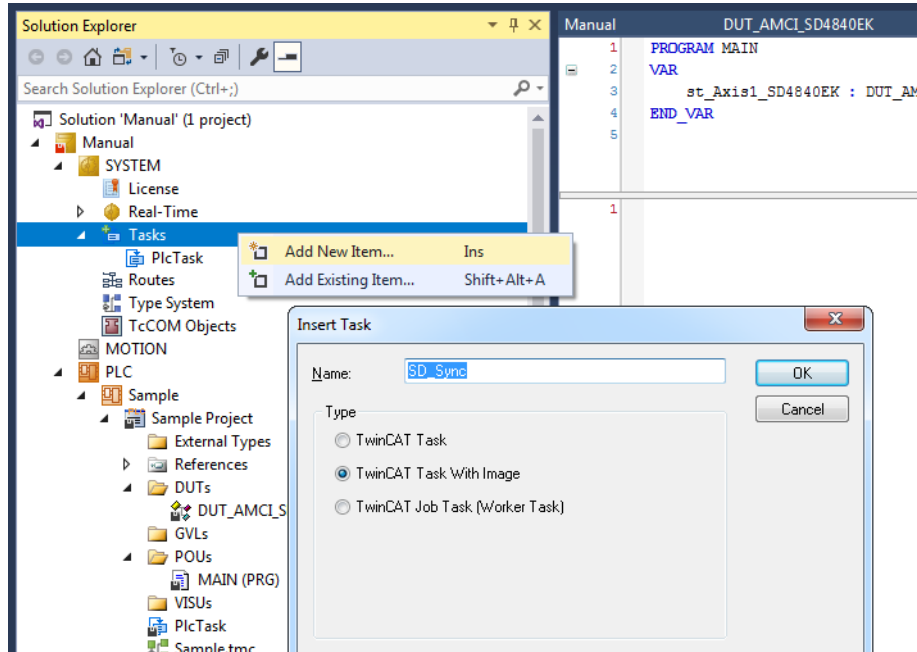 Solution Explorer
Search Solution Explorer (Ctrl+;)
Solution 'Manual' (1 project)
Manual
SYSTEM
License
Real-Time
Tasks
PlcTask
Routes
Type System
TcCOM Objects
MOTION
PLC
Sample
Sample Project
External Types
References
DUTs
DUT_AMCI_S
GVLs
POUs
MAIN (PRG)
VISUs
PlcTask
Sample.tmc
Add New Item... Ins
Add Existing Item... Shift+Alt+A
Manual DUT_AMCI_SD4840EK
1 PROGRAM MAIN
2 VAR
3 st_Axis1_SD4840EK : DUT_AM
4 END_VAR
5
1
Insert Task
Name: SD_Sync OK
Type Cancel
TwinCAT Task
TwinCAT Task With Image
TwinCAT Job Task (Worker Task)